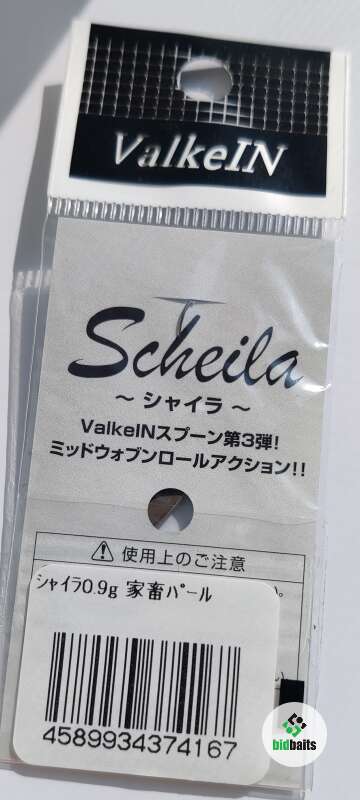 ValkeIN
Scheila
～ シャイラ ～
ValkeINスプーン第3弾!
ミッドウォブンロールアクション!!
⚠ 使用上のご注意
ｼｬｲﾗ0.9g 家畜ﾊﾟｰﾙ
4589934374167
bidbaits